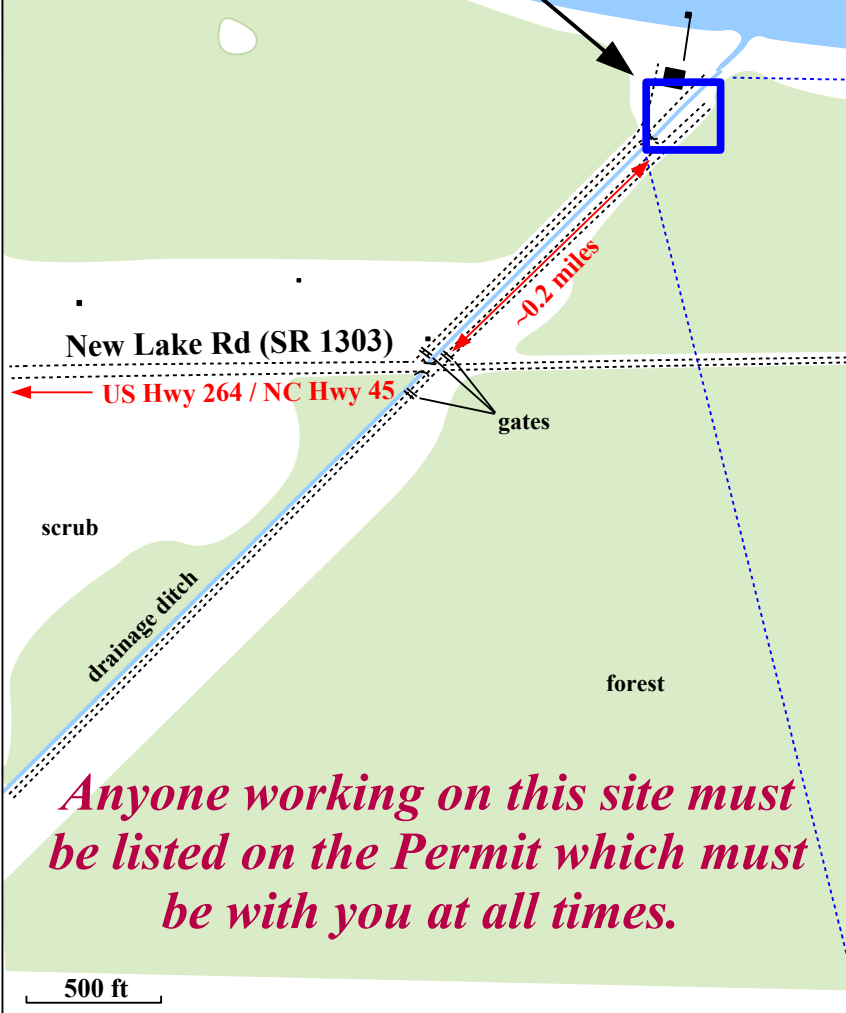 ~0.2 miles
New Lake Rd (SR 1303)
US Hwy 264 / NC Hwy 45
gates
scrub
drainage ditch
forest
Anyone working on this site must
be listed on the Permit which must
be with you at all times.
500 ft